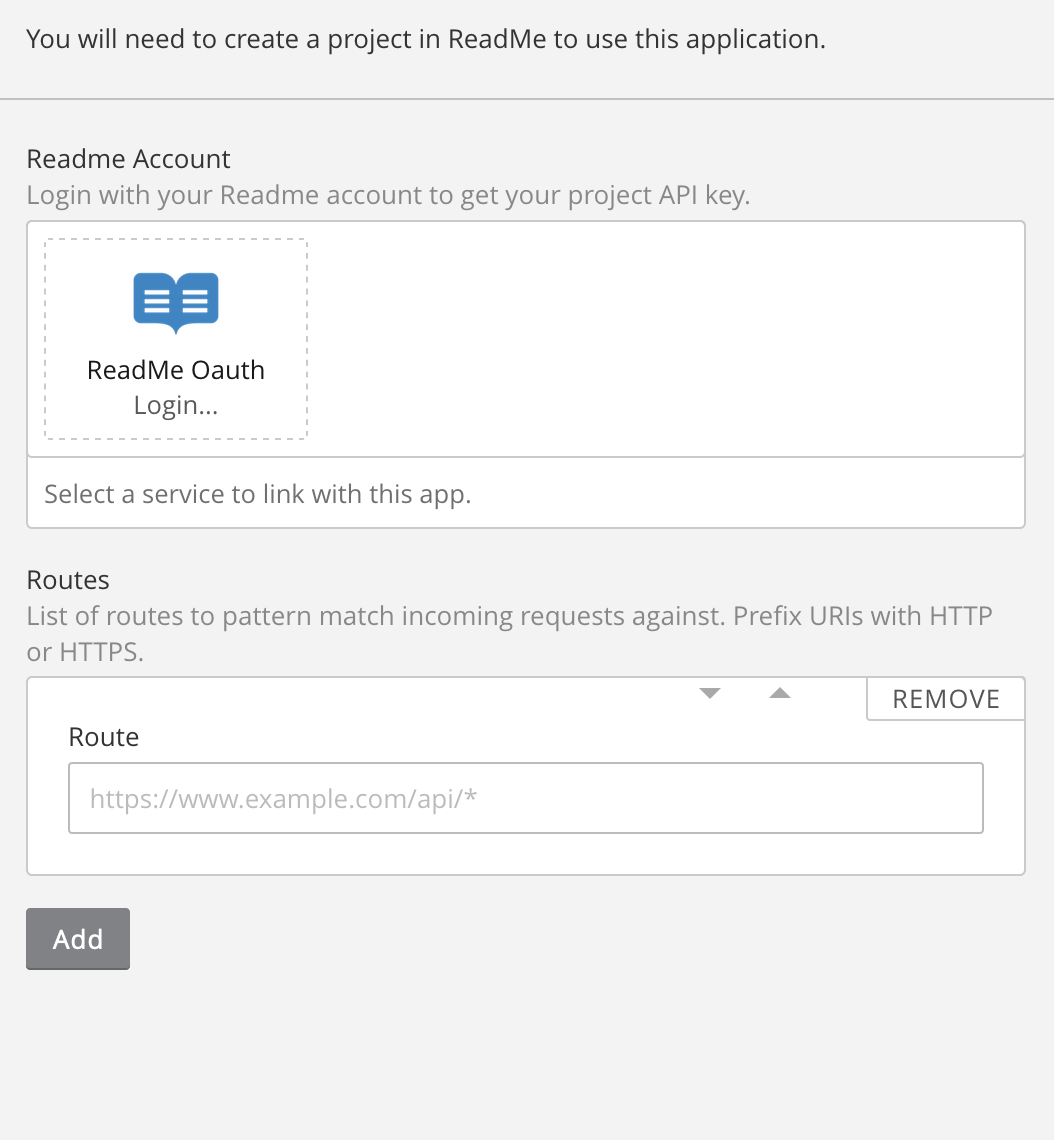 You will need to create a project in ReadMe to use this application.
Readme Account
Login with your Readme account to get your project API key.
ReadMe Oauth
Login...
Select a service to link with this app.
Routes
List of routes to pattern match incoming requests against. Prefix URIs with HTTP
or HTTPS.
REMOVE
Route
https://www.example.com/api/*
Add